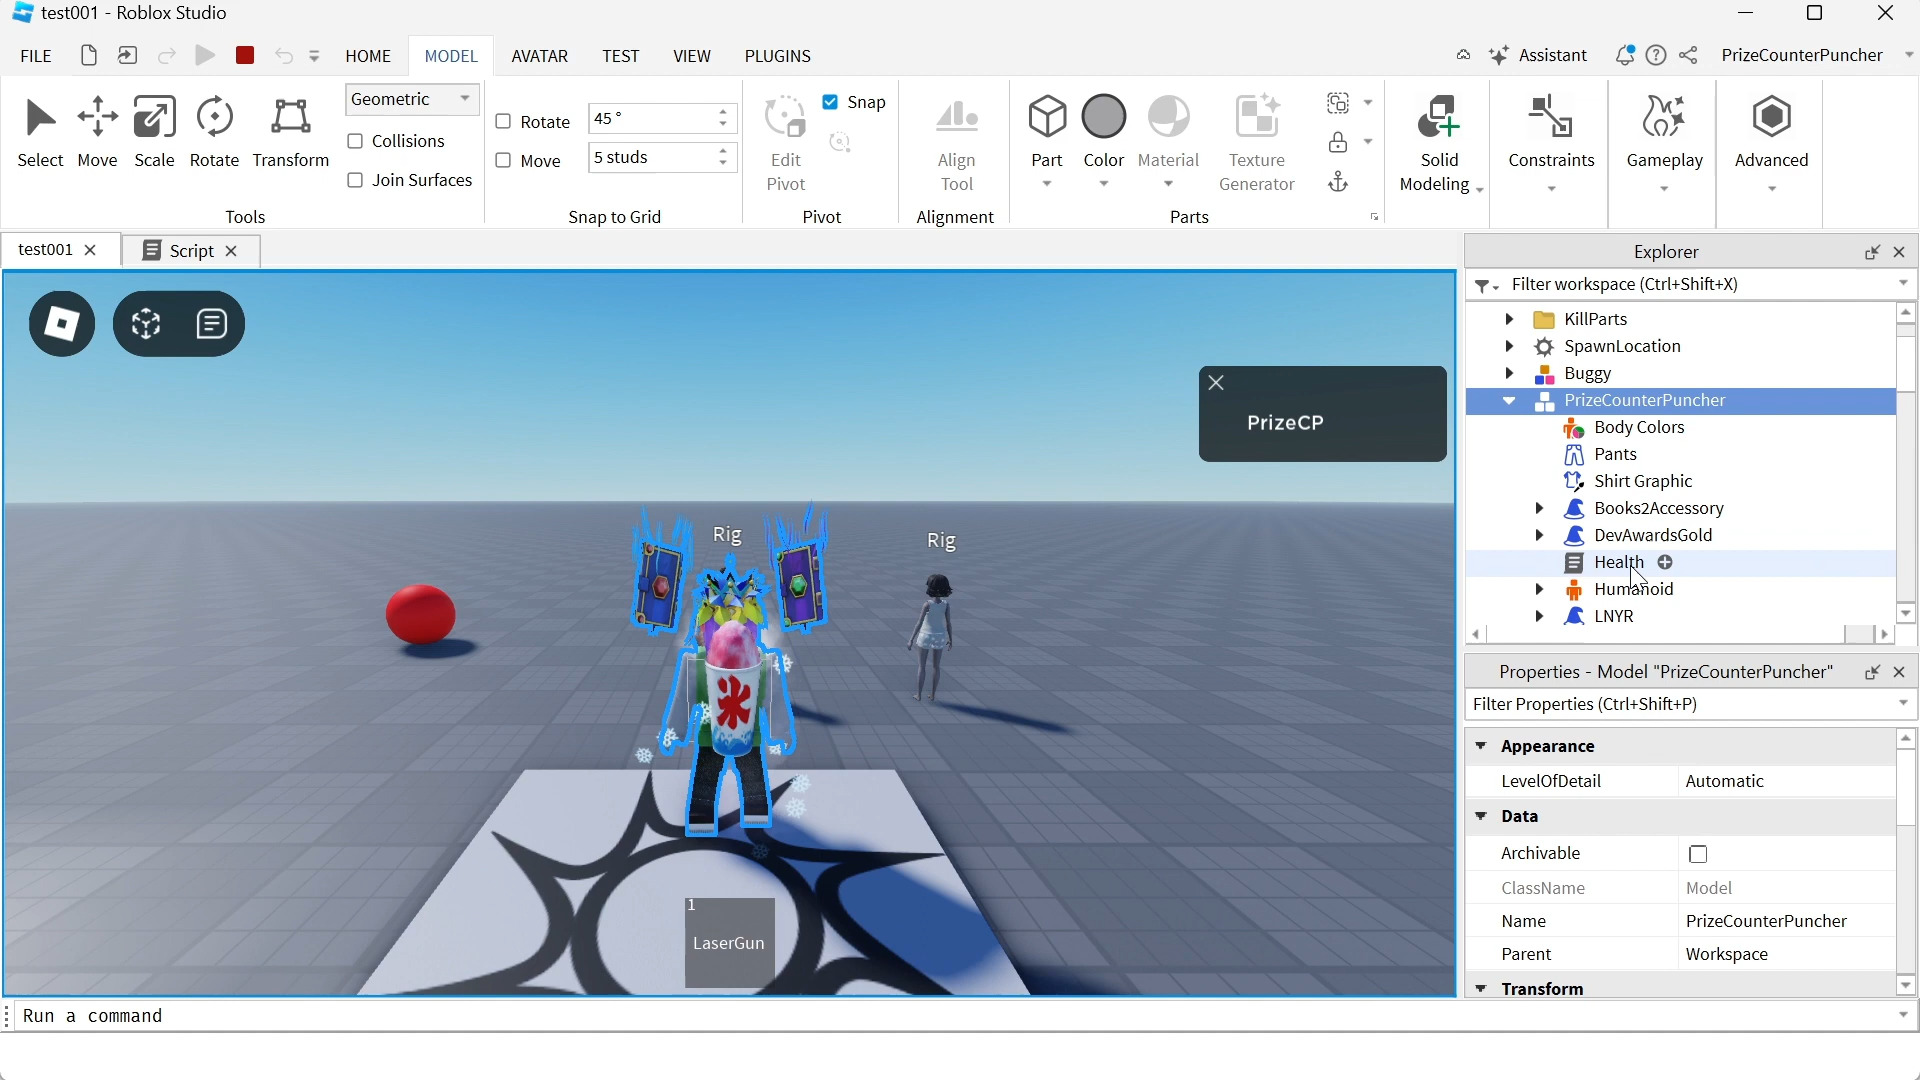 test001 - Roblox Studio
FILE HOME MODEL AVATAR TEST VIEW PLUGINS Assistant PrizeCounterPuncher
Select Move Scale Rotate Transform
Geometric
Collisions
Join Surfaces
Tools
Rotate 45 °
Move 5 studs
Snap to Grid
Edit Pivot
Snap
Pivot
Align Tool
Alignment
Part Color Material Texture Generator
Parts
Solid Modeling
Constraints
Gameplay
Advanced
test001 Script
PrizeCP
Rig
Rig
氷
1
LaserGun
Explorer
Filter workspace (Ctrl+Shift+X)
KillParts
SpawnLocation
Buggy
PrizeCounterPuncher
Body Colors
Pants
Shirt Graphic
Books2Accessory
DevAwardsGold
Health
Humanoid
LNYR
Properties - Model "PrizeCounterPuncher"
Filter Properties (Ctrl+Shift+P)
Appearance
LevelOfDetail Automatic
Data
Archivable
ClassName Model
Name PrizeCounterPuncher
Parent Workspace
Transform
Run a command